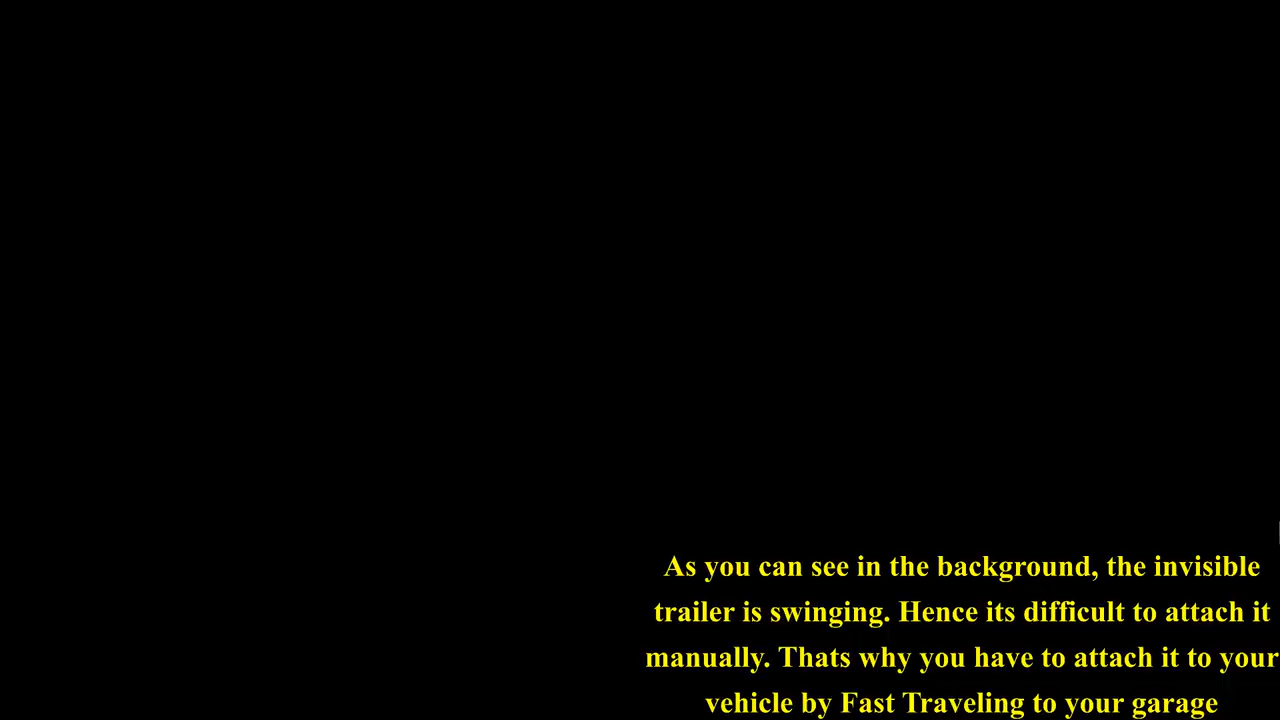 As you can see in the background, the invisible
trailer is swinging. Hence its difficult to attach it
manually. Thats why you have to attach it to your
vehicle by Fast Traveling to your garage